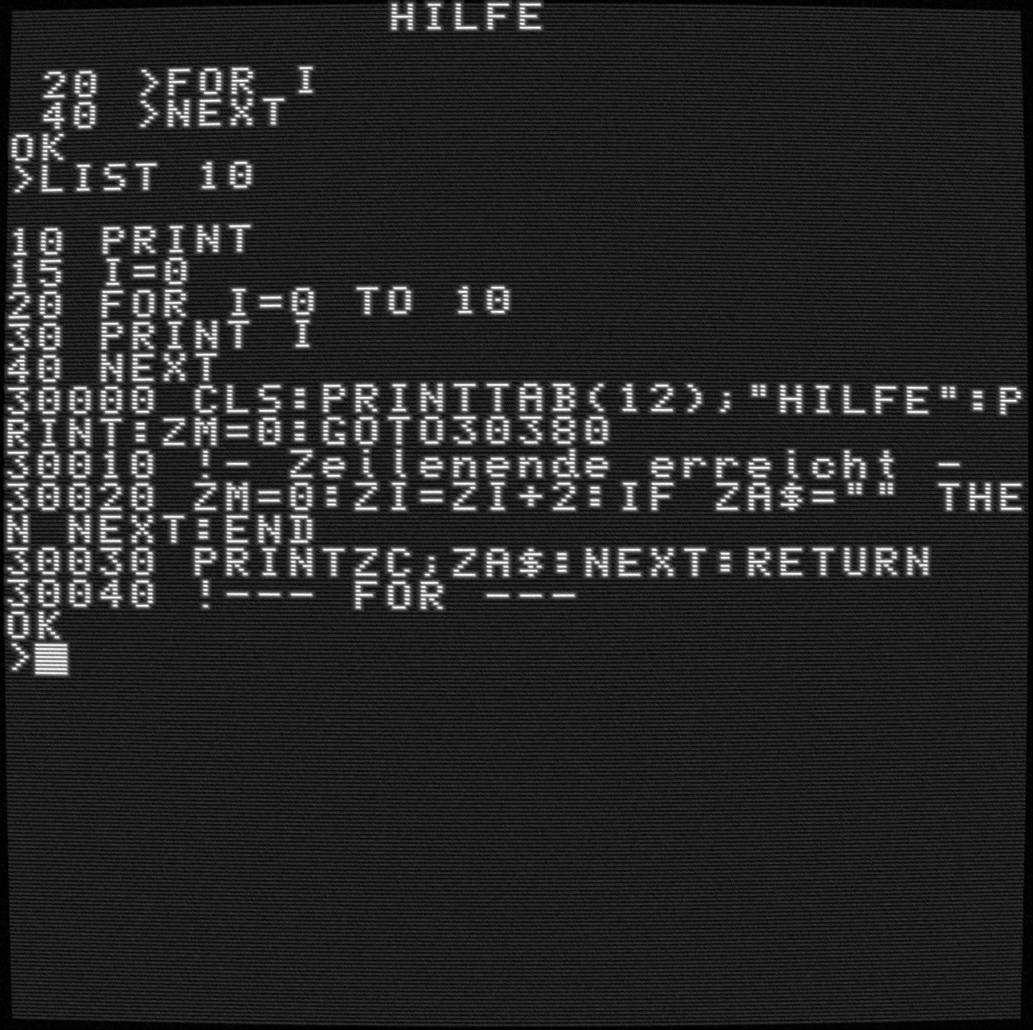 HILFE
20 >FOR I
40 >NEXT
OK
>LIST 10
10 PRINT
15 I=0
20 FOR I=0 TO 10
30 PRINT I
40 NEXT
30000 CLS:PRINTTAB(12);"HILFE":P
RINT:ZM=0:GOTO30380
30010 !- Zeilenende erreicht -
30020 ZM=0:ZI=ZI+2:IF ZA$="" THE
N NEXT:END
30030 PRINTZC;ZA$:NEXT:RETURN
30040 !--- FOR ---
OK
>